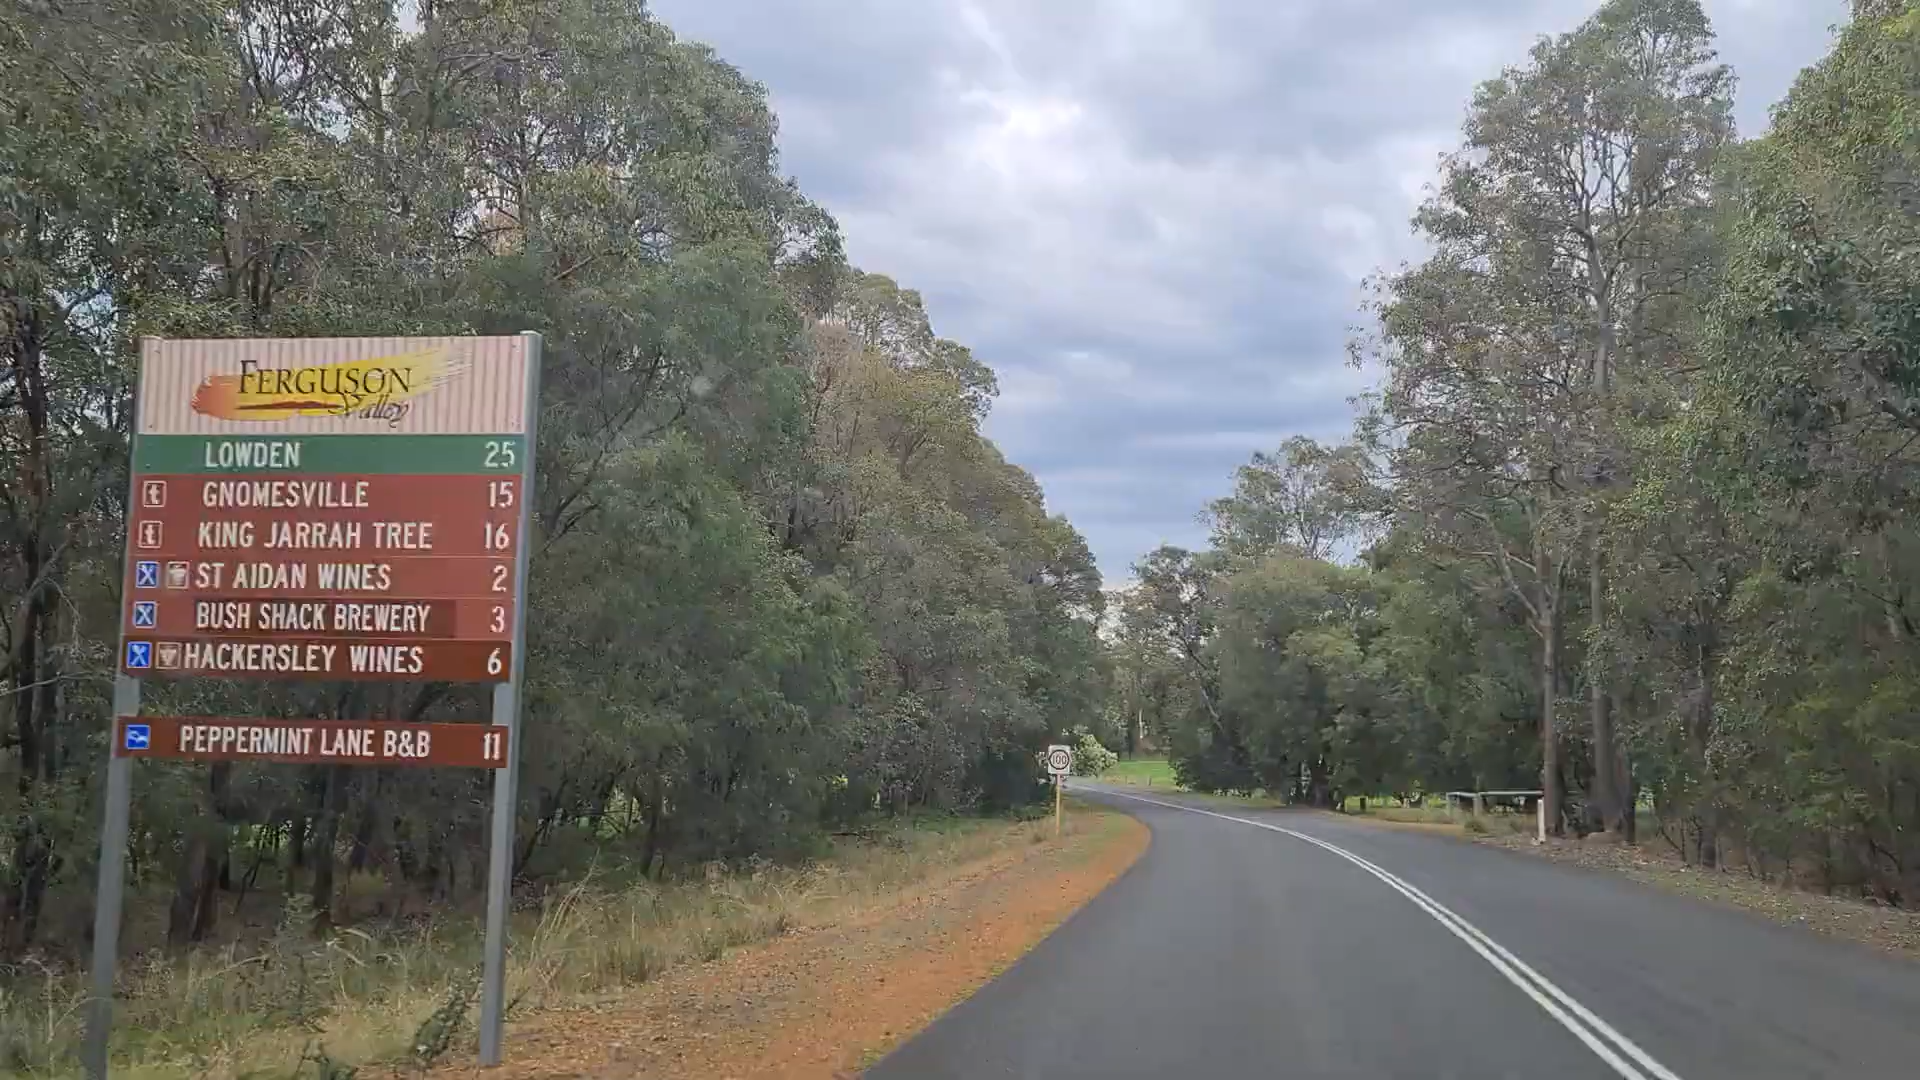 FERGUSON
Valley
LOWDEN 25
GNOMESVILLE 15
KING JARRAH TREE 16
ST AIDAN WINES 2
BUSH SHACK BREWERY 3
HACKERSLEY WINES 6
PEPPERMINT LANE B&B 11
100